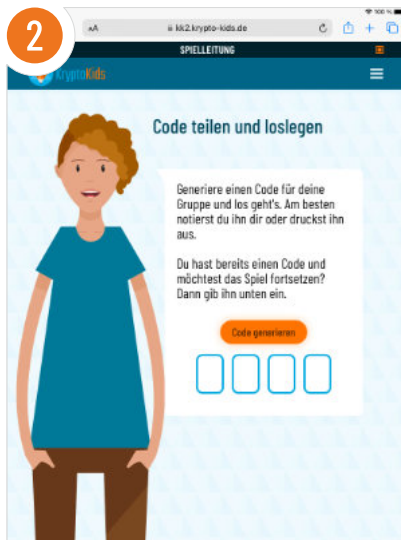 2
100 %
AA
kk2.krypto-kids.de
SPIELLEITUNG
KryptoKids
Code teilen und loslegen
Generiere einen Code für deine
Gruppe und los geht's. Am besten
notierst du ihn dir oder druckst ihn
aus.
Du hast bereits einen Code und
möchtest das Spiel fortsetzen?
Dann gib ihn unten ein.
Code generieren